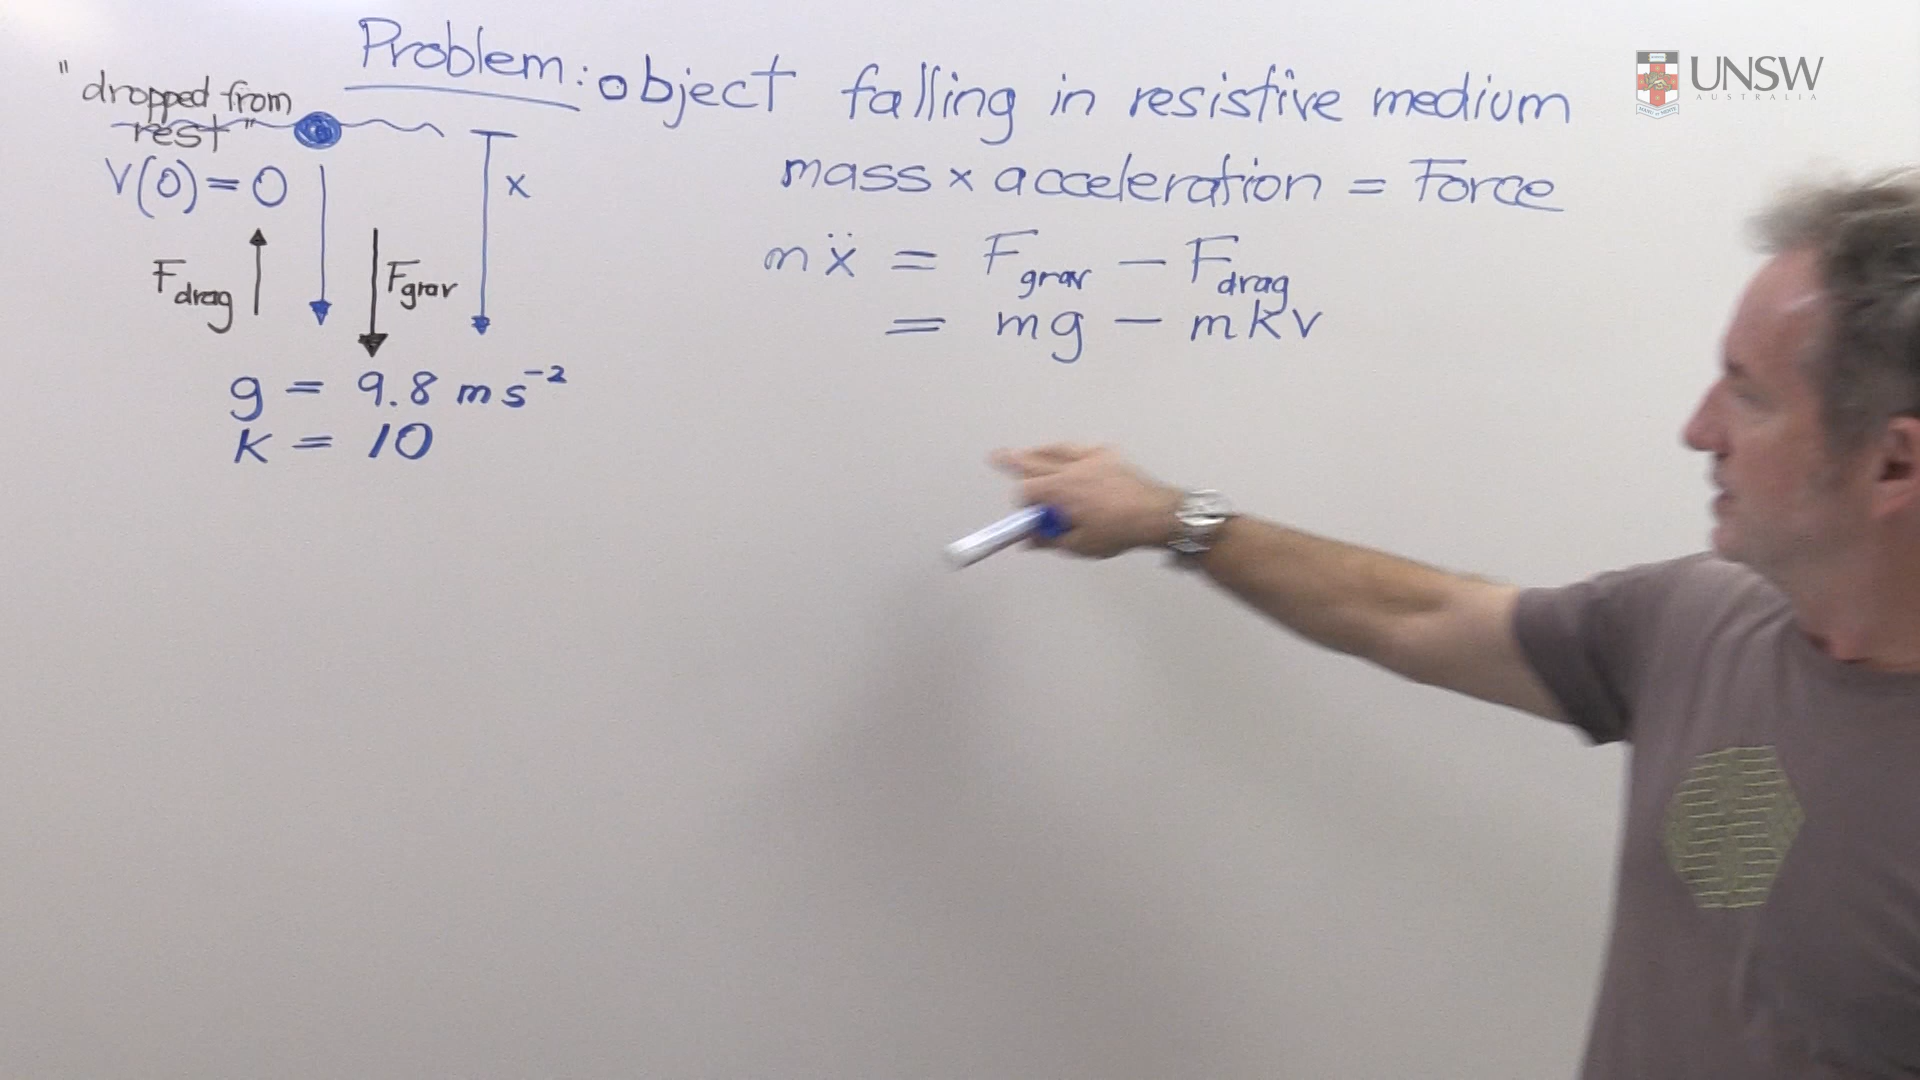 Problem: object falling in resistive medium
UNSW
AUSTRALIA
"dropped from
rest"
v(0) = 0
x
F drag
F grav
g = 9.8 m s⁻²
k = 10
mass × acceleration = Force
mẍ = F grav − F drag
= mg − mkv